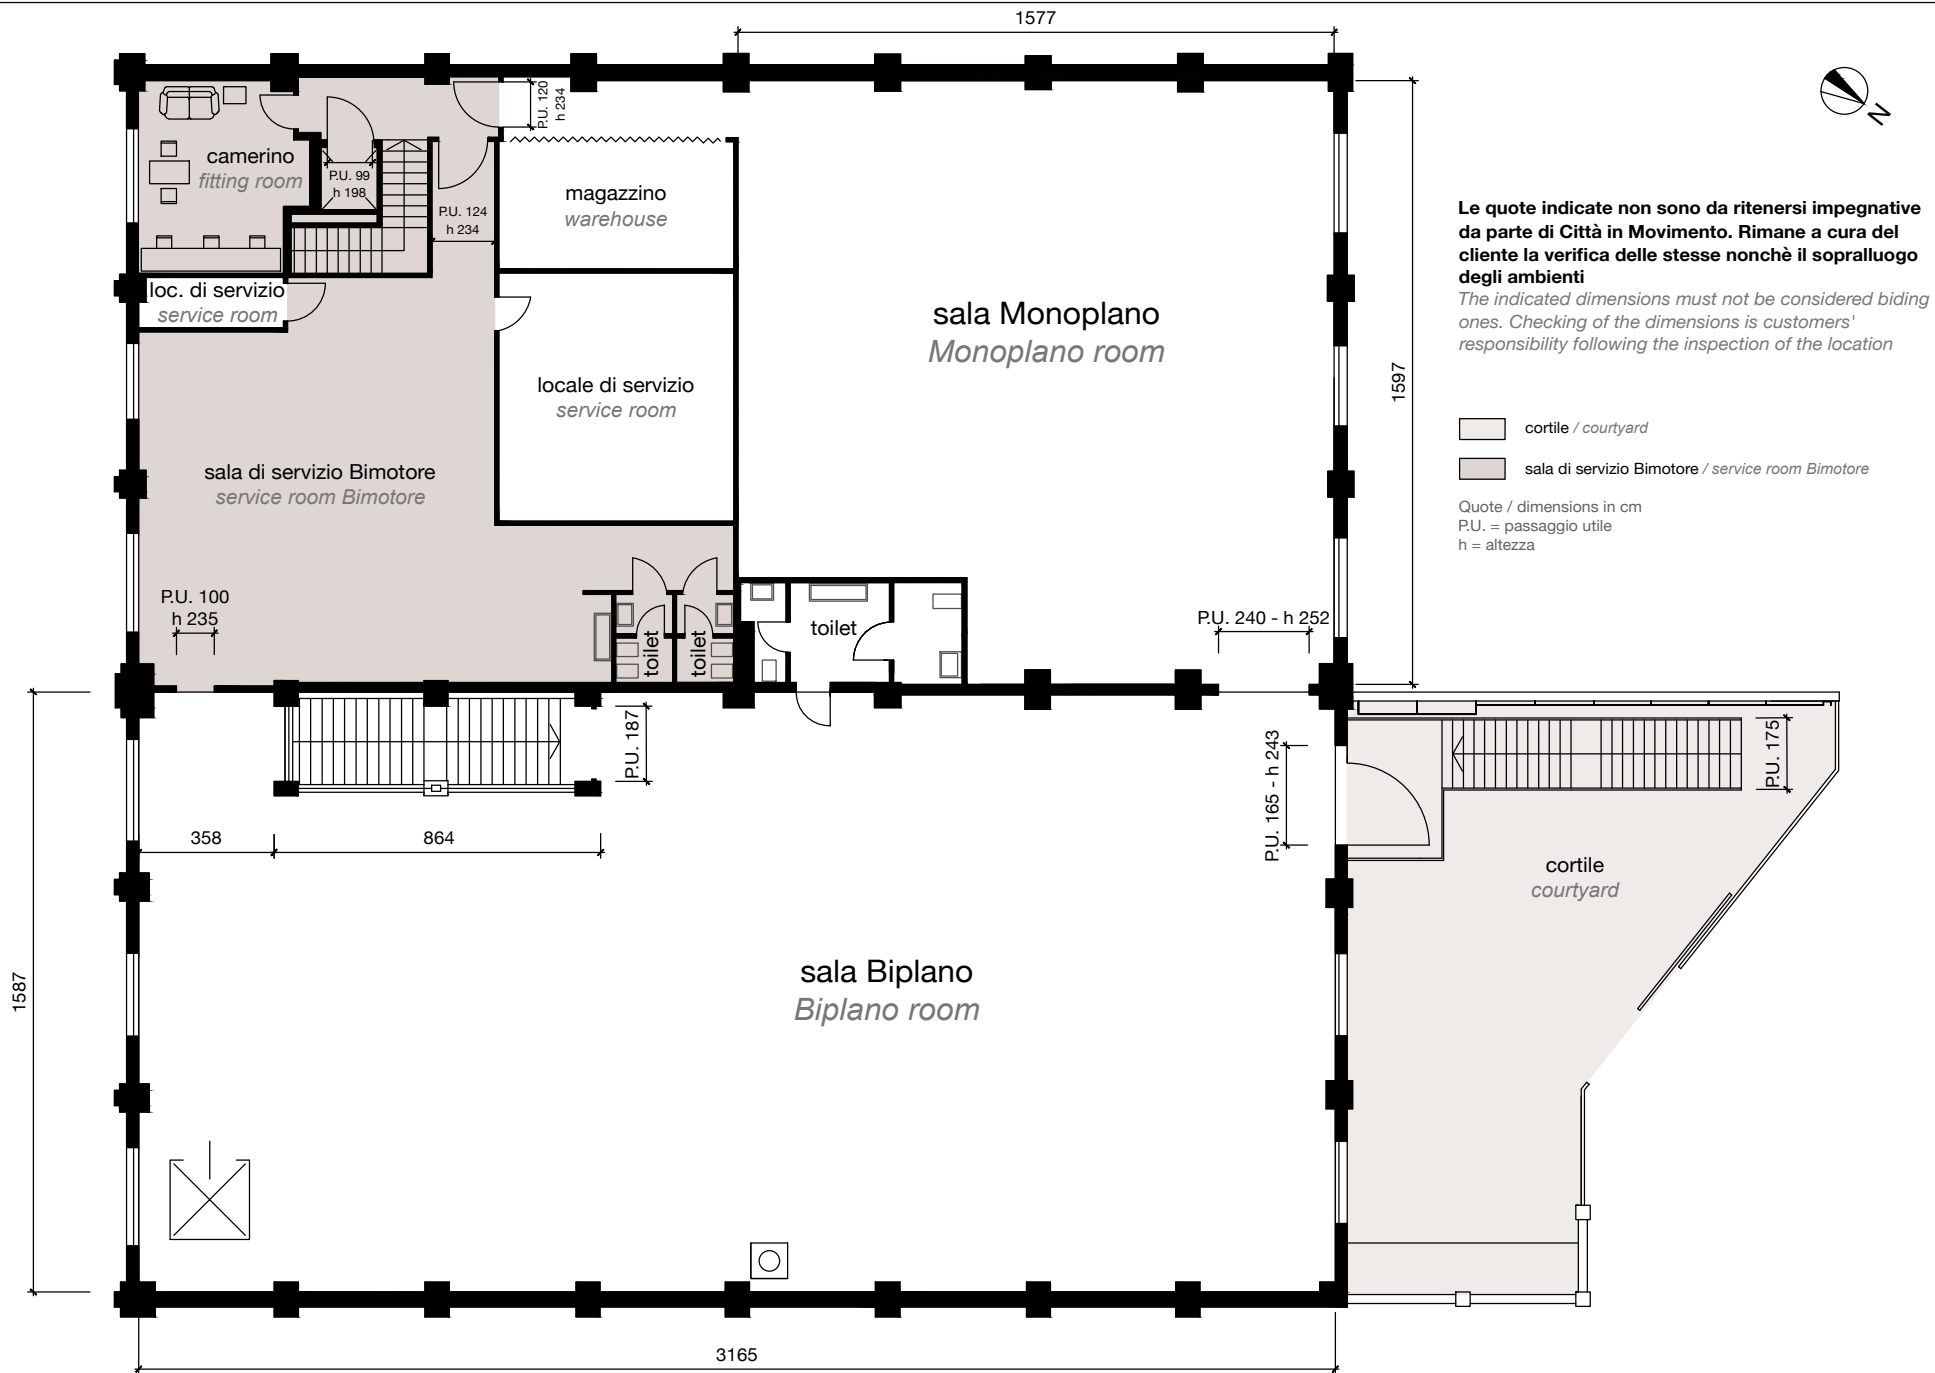 1577
P.U. 120
h 234
N
camerino
fitting room
P.U. 99
h 198
P.U. 124
h 234
magazzino
warehouse
loc. di servizio
service room
sala Monoplano
Monoplano room
1597
locale di servizio
service room
sala di servizio Bimotore
service room Bimotore
P.U. 100
h 235
toilet
toilet
toilet
P.U. 240 - h 252
Le quote indicate non sono da ritenersi impegnative
da parte di Città in Movimento. Rimane a cura del
cliente la verifica delle stesse nonchè il sopralluogo
degli ambienti
The indicated dimensions must not be considered biding
ones. Checking of the dimensions is customers'
responsibility following the inspection of the location
cortile / courtyard
sala di servizio Bimotore / service room Bimotore
Quote / dimensions in cm
P.U. = passaggio utile
h = altezza
P.U. 187
P.U. 165 - h 243
P.U. 175
358
864
cortile
courtyard
1587
sala Biplano
Biplano room
3165